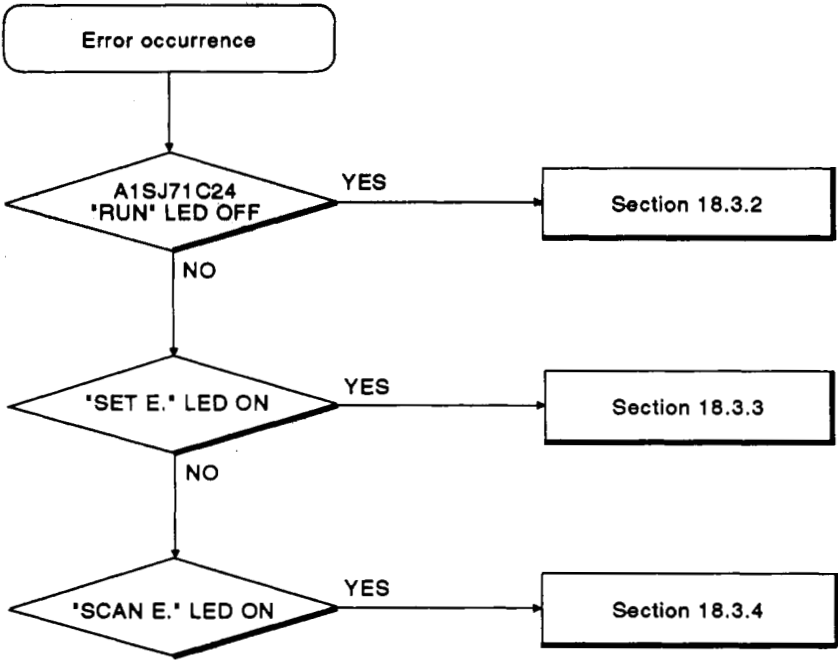 Error occurrence
A1SJ71C24
"RUN" LED OFF
YES
Section 18.3.2
NO
"SET E." LED ON
YES
Section 18.3.3
NO
"SCAN E." LED ON
YES
Section 18.3.4